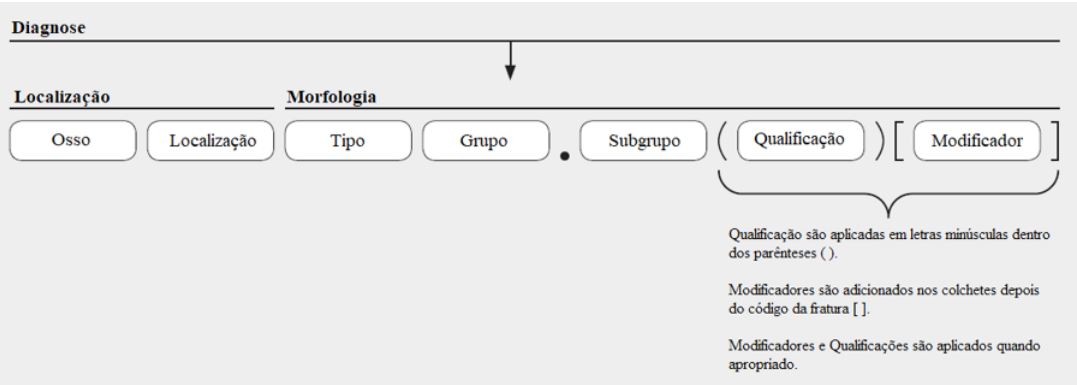 Diagnose
Localização Morfologia
Osso Localização Tipo Grupo . Subgrupo ( Qualificação ) [ Modificador ]
Qualificação são aplicadas em letras minúsculas dentro
dos parênteses ( ).
Modificadores são adicionados nos colchetes depois
do código da fratura [ ].
Modificadores e Qualificações são aplicados quando
apropriado.